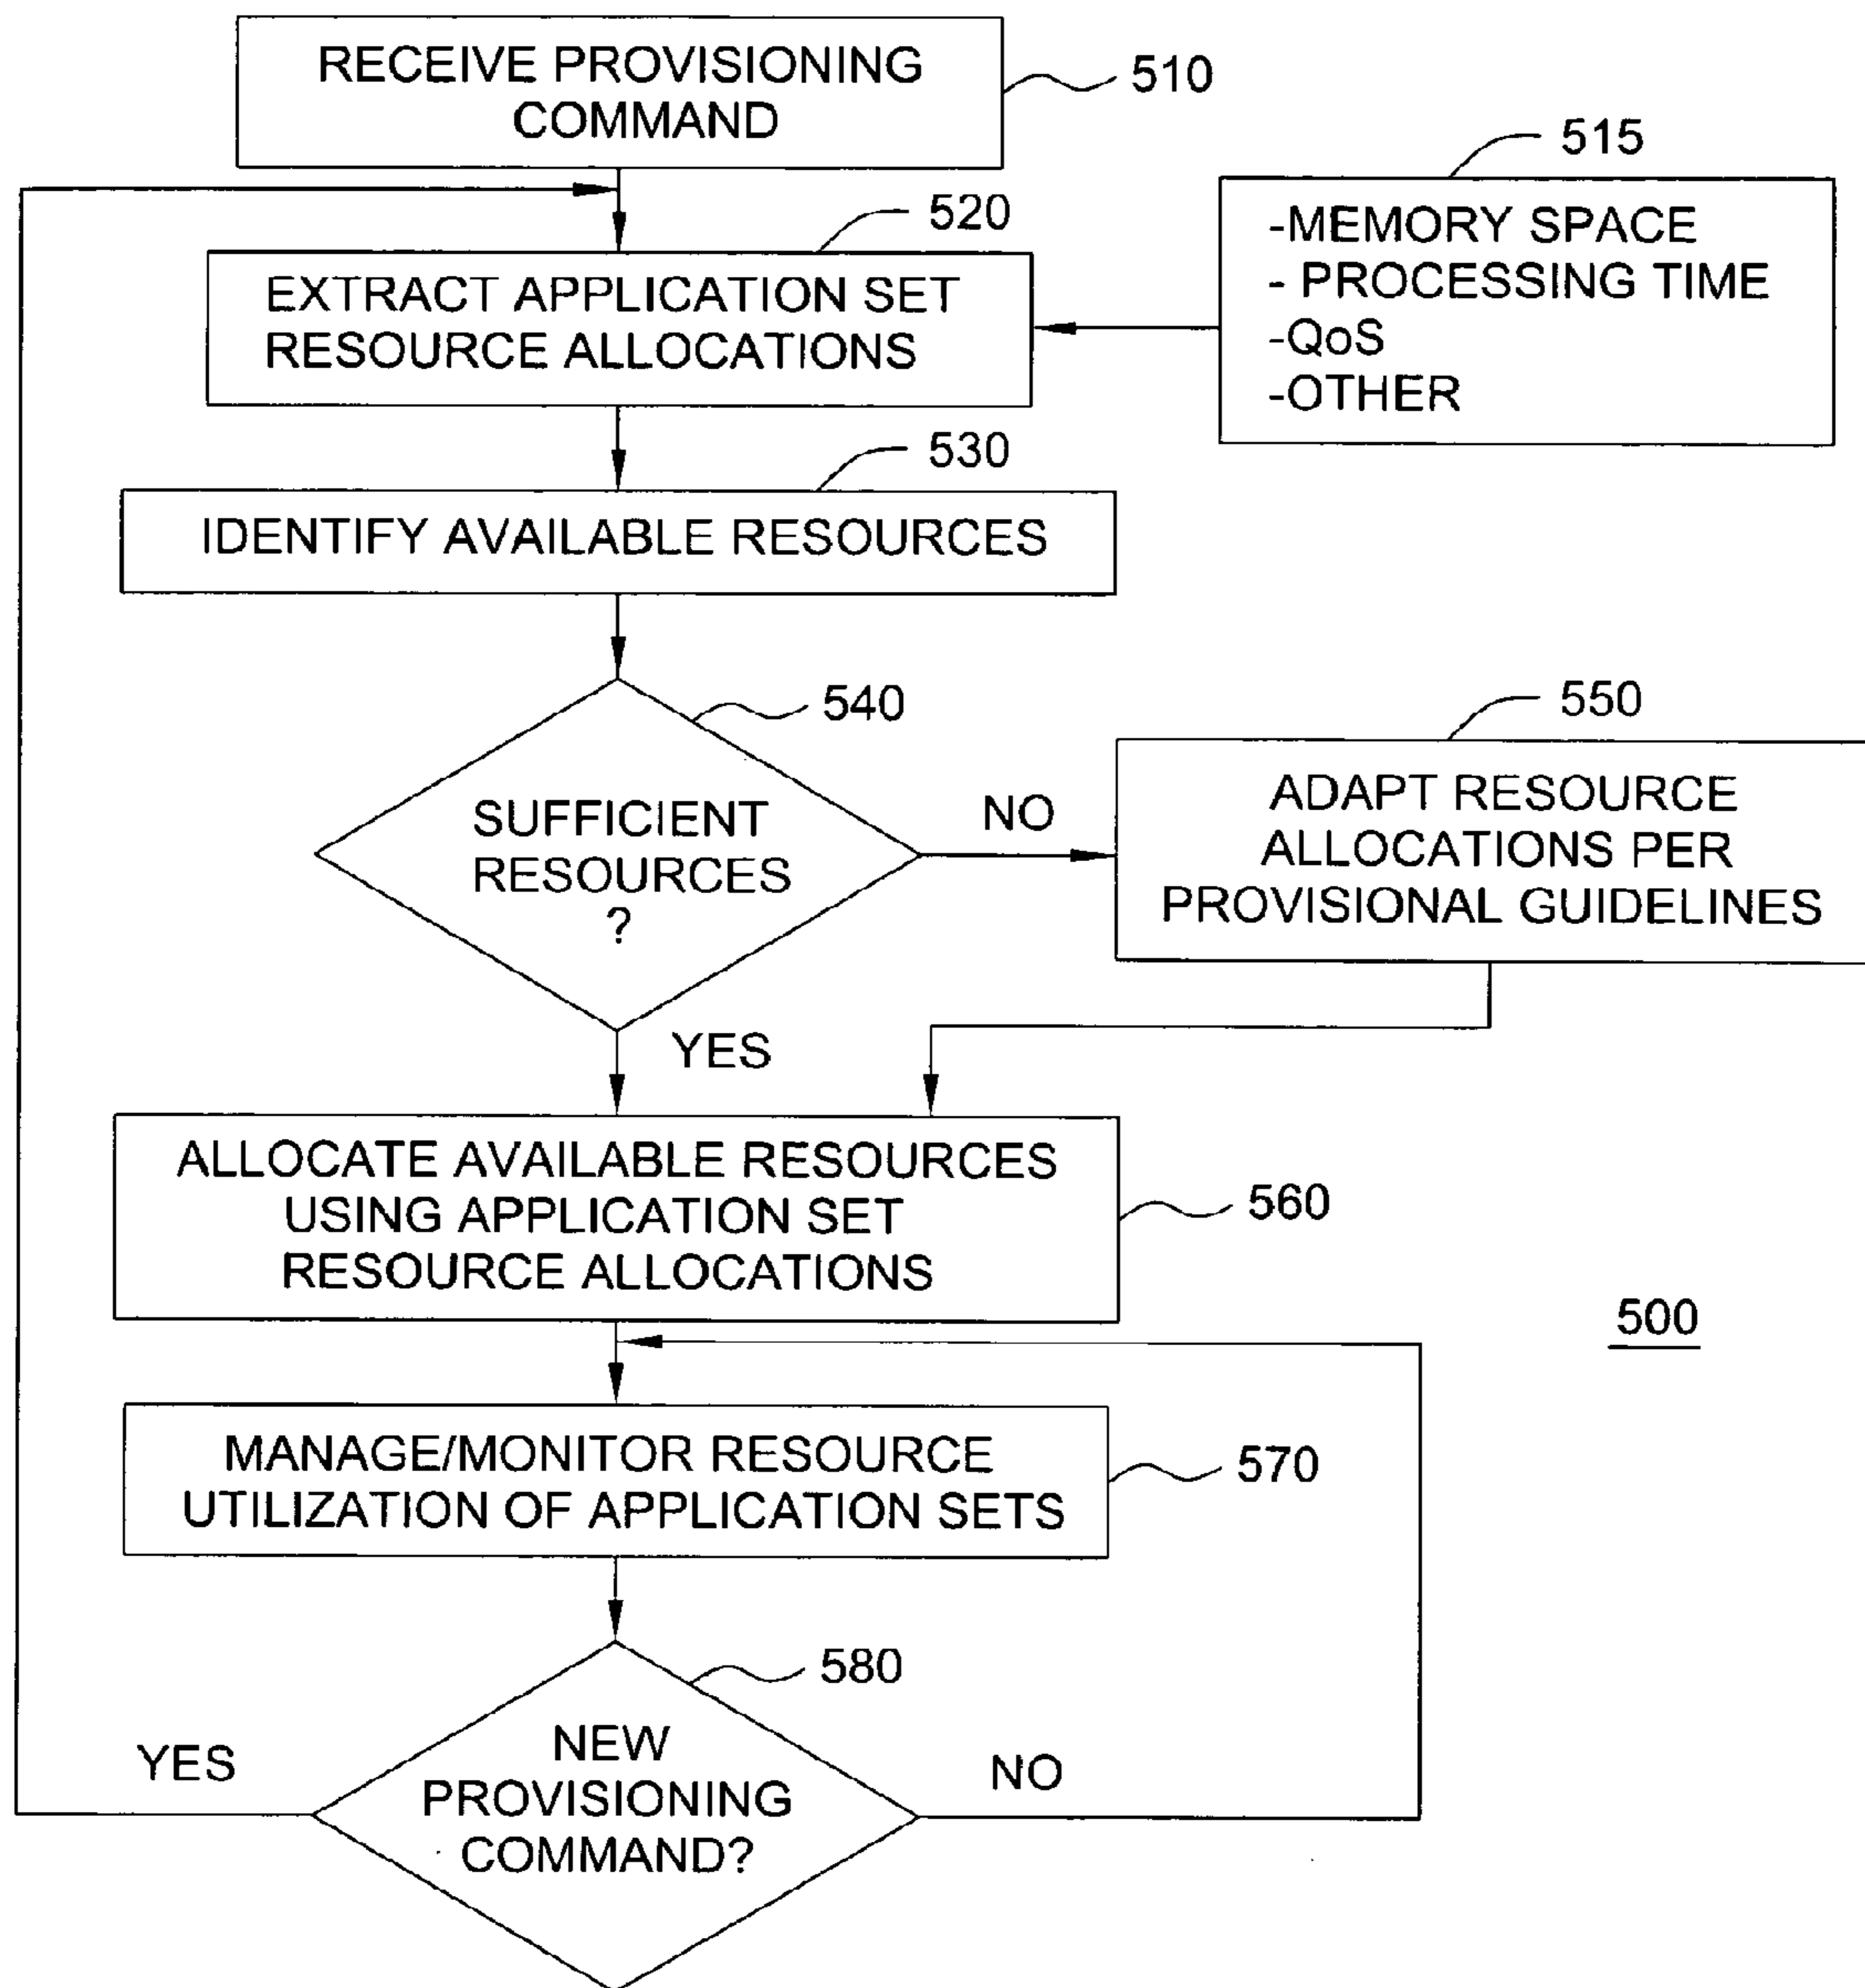 RECEIVE PROVISIONING
COMMAND
510
515
-MEMORY SPACE
- PROCESSING TIME
-QoS
-OTHER
520
EXTRACT APPLICATION SET
RESOURCE ALLOCATIONS
530
IDENTIFY AVAILABLE RESOURCES
540
SUFFICIENT
RESOURCES
?
NO
550
ADAPT RESOURCE
ALLOCATIONS PER
PROVISIONAL GUIDELINES
YES
ALLOCATE AVAILABLE RESOURCES
USING APPLICATION SET
RESOURCE ALLOCATIONS
560
500
MANAGE/MONITOR RESOURCE
UTILIZATION OF APPLICATION SETS
570
580
NEW
PROVISIONING
COMMAND?
YES
NO